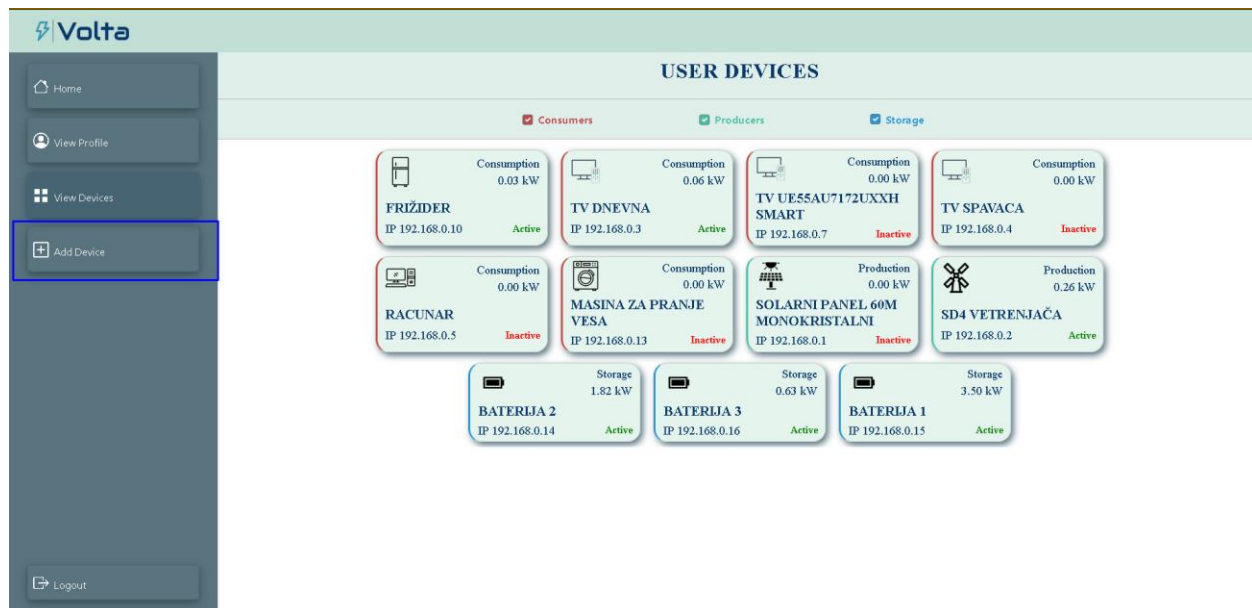 Volta
USER DEVICES
Home
View Profile
View Devices
Add Device
Logout
Consumers
Producers
Storage
Consumption
0.03 kW
FRIŽIDER
IP 192.168.0.10
Active
Consumption
0.06 kW
TV DNEVNA
IP 192.168.0.3
Active
Consumption
0.00 kW
TV UE55AU7172UXXH
SMART
IP 192.168.0.7
Inactive
Consumption
0.00 kW
TV SPAVACA
IP 192.168.0.4
Inactive
Consumption
0.00 kW
RACUNAR
IP 192.168.0.5
Inactive
Consumption
0.00 kW
MASINA ZA PRANJE
VESA
IP 192.168.0.13
Inactive
Production
0.00 kW
SOLARNI PANEL 60M
MONOKRISTALNI
IP 192.168.0.1
Inactive
Production
0.26 kW
SD4 VETRENJAČA
IP 192.168.0.2
Active
Storage
1.82 kW
BATERIJA 2
IP 192.168.0.14
Active
Storage
0.63 kW
BATERIJA 3
IP 192.168.0.16
Active
Storage
3.50 kW
BATERIJA 1
IP 192.168.0.15
Active